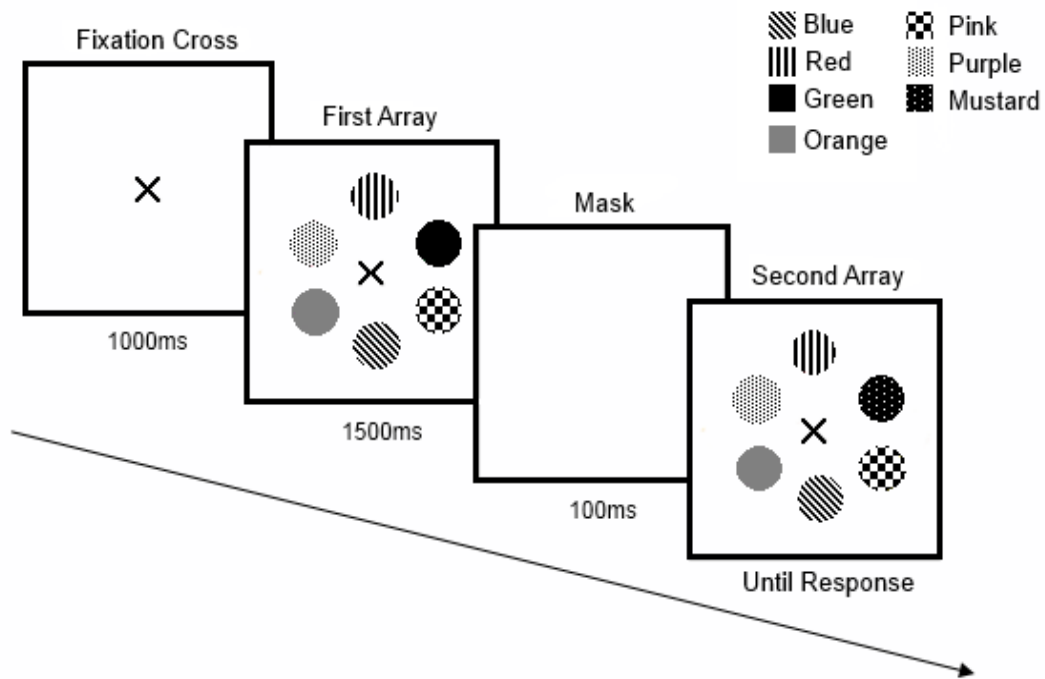 Fixation Cross
1000ms
First Array
1500ms
Mask
100ms
Second Array
Until Response
Blue
Red
Green
Orange
Pink
Purple
Mustard